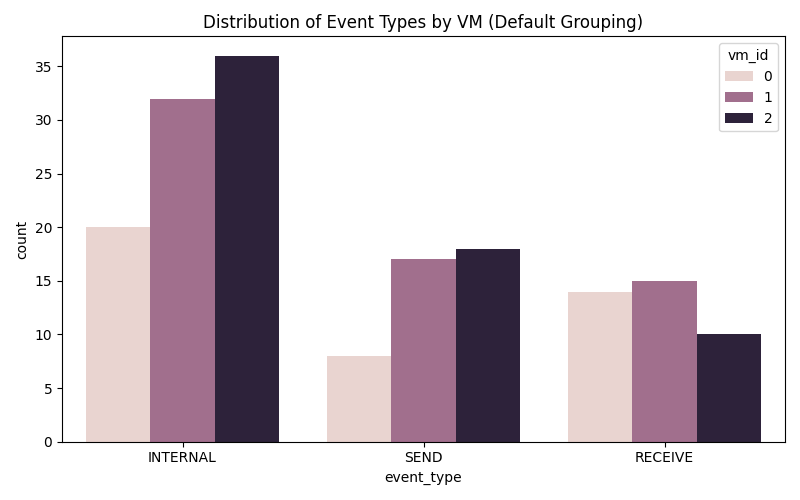 Distribution of Event Types by VM (Default Grouping)
vm_id
0
1
2
count
35
30
25
20
15
10
5
0
INTERNAL
SEND
RECEIVE
event_type